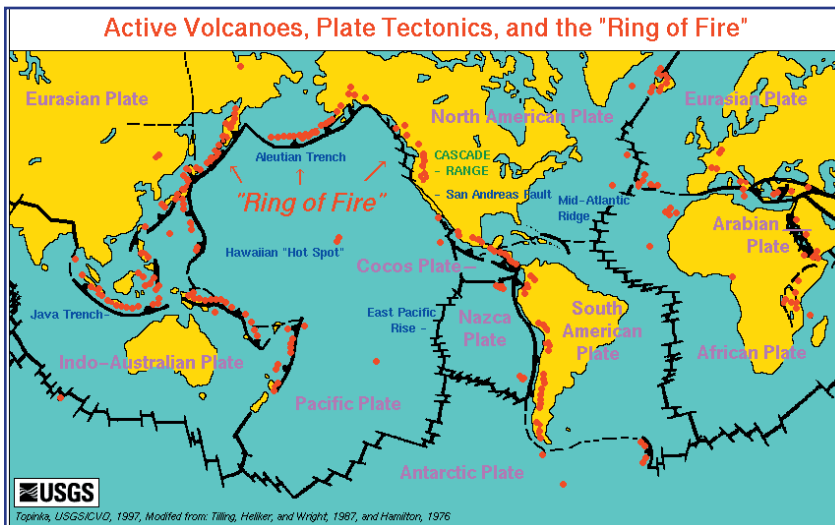 Active Volcanoes, Plate Tectonics, and the "Ring of Fire"
Eurasian Plate
North American Plate
Eurasian Plate
Aleutian Trench
CASCADE
RANGE
"Ring of Fire"
San Andreas Fault
Mid-Atlantic
Ridge
Arabian
Plate
Hawaiian "Hot Spot"
Cocos Plate
Java Trench
East Pacific
Rise
Nazca
Plate
South
American
Plate
Indo-Australian Plate
African Plate
Pacific Plate
Antarctic Plate
USGS
Topinka, USGS/CVO, 1997, Modifed from: Tilling, Heliker, and Wright, 1987, and Hamilton, 1976